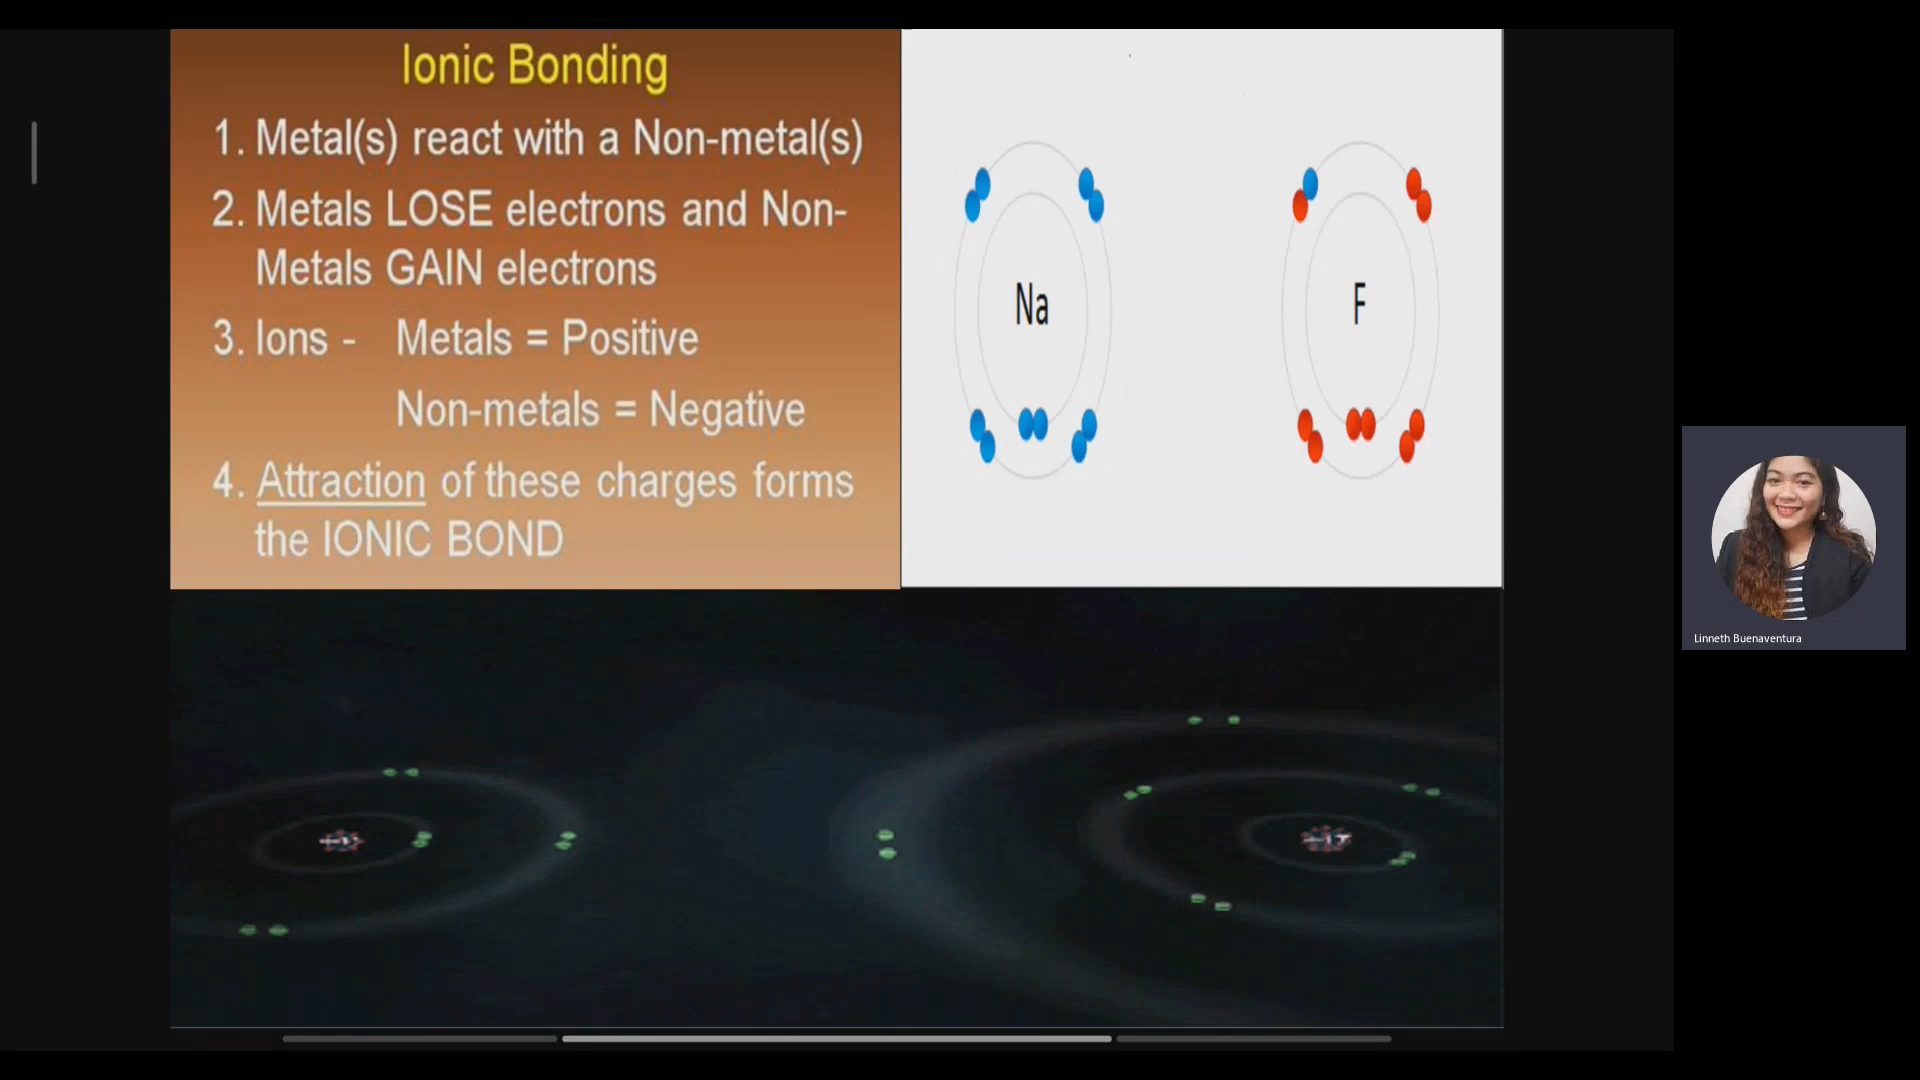 Ionic Bonding
1. Metal(s) react with a Non-metal(s)
2. Metals LOSE electrons and Non-
Metals GAIN electrons
3. Ions - Metals = Positive
Non-metals = Negative
4. Attraction of these charges forms
the IONIC BOND
Na
F
Linneth Buenaventura